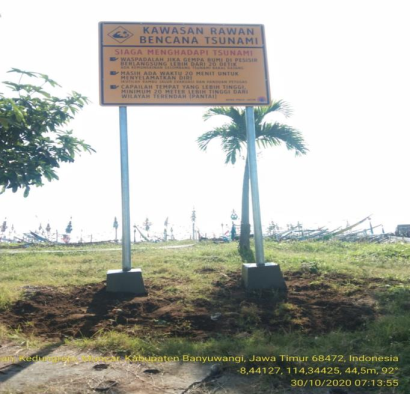 KAWASAN RAWAN
BENCANA TSUNAMI
SIAGA MENGHADAPI TSUNAMI
WASPADALAH JIKA GEMPA BUMI DI PESISIR
BERLANGSUNG LEBIH DARI 20 DETIK
MASIH ADA WAKTU 20 MENIT UNTUK
MENYELAMATKAN DIRI
CAPAILAH TEMPAT YANG LEBIH TINGGI,
MINIMUM 20 METER LEBIH TINGGI DARI
WILAYAH TERENDAH (PANTAI)
Kabupaten Banyuwangi, Jawa Timur 68472, Indonesia
-8,44127, 114,34425, 44,5m, 92°
30/10/2020 07:13:55